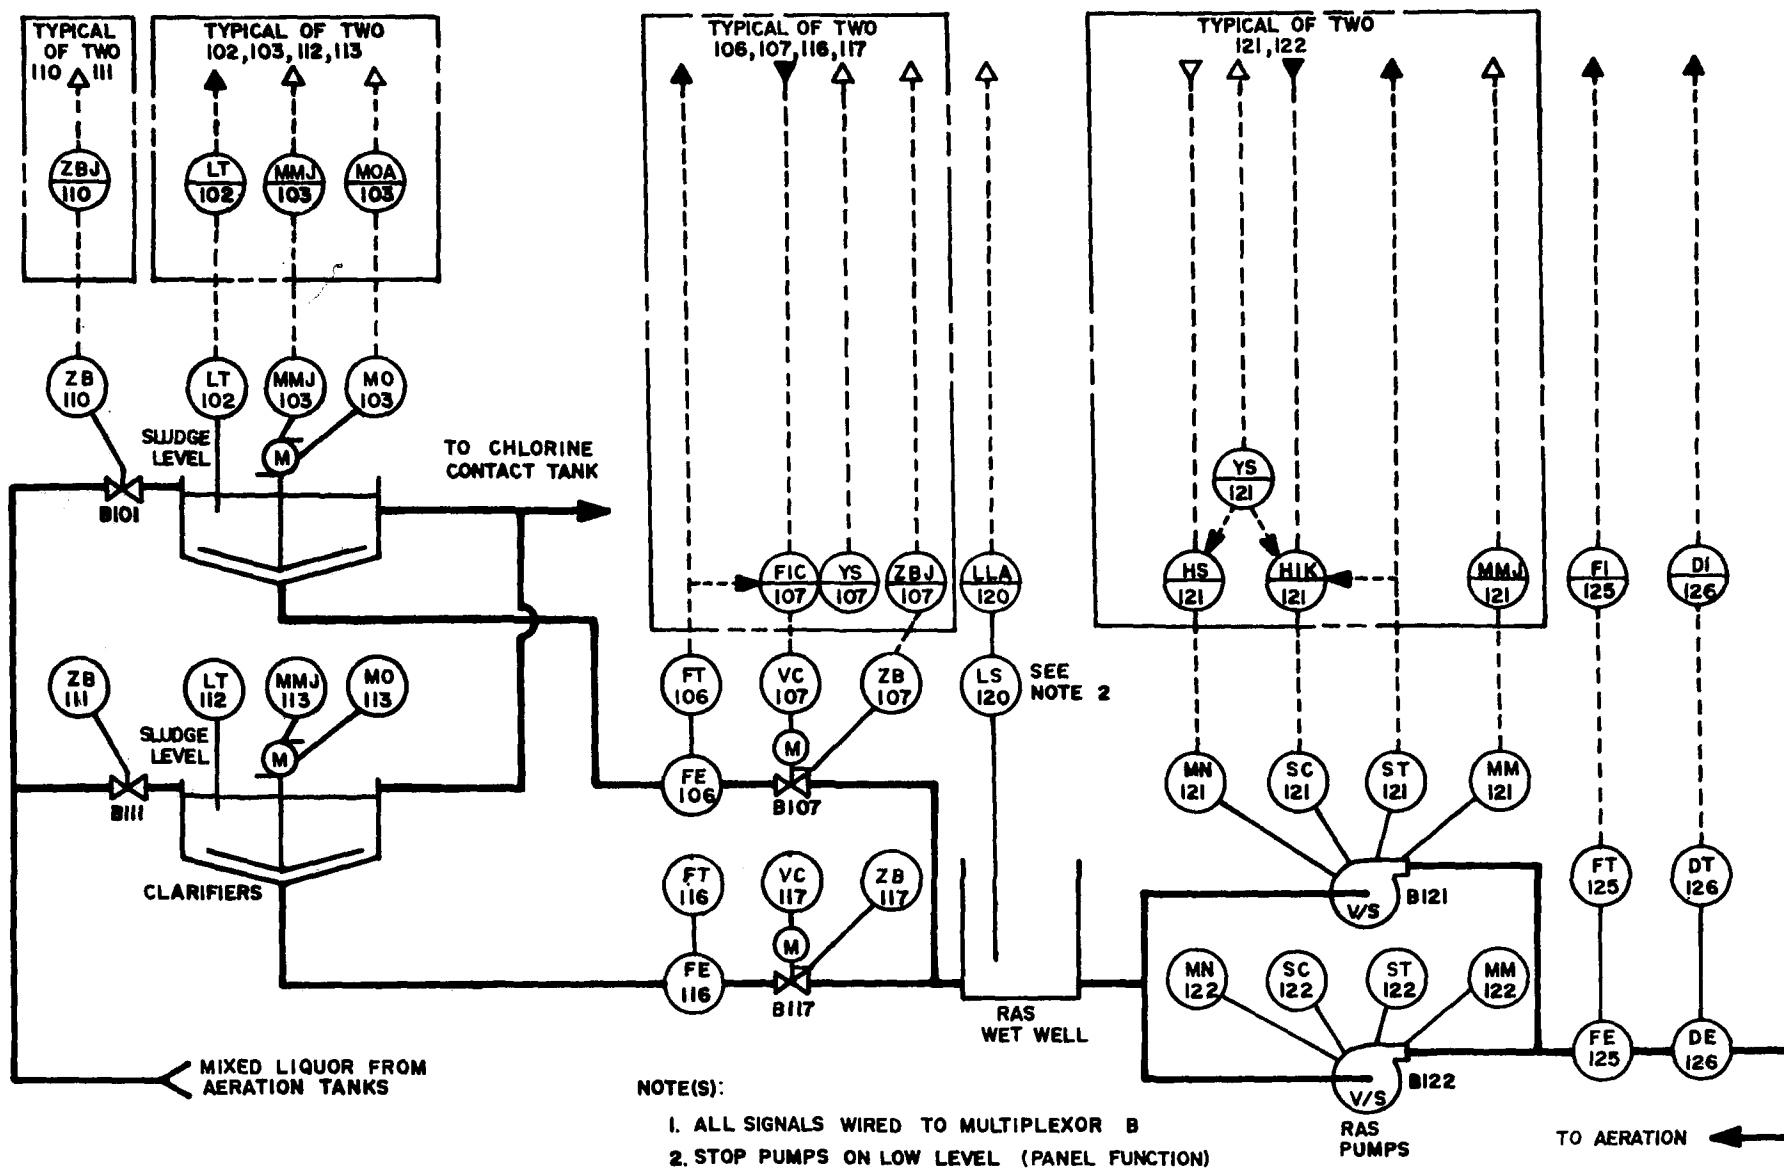 TYPICAL
OF TWO
110 111
TYPICAL OF TWO
102,103,112,113
TYPICAL OF TWO
106,107,116,117
TYPICAL OF TWO
121,122
ZBJ
110
LT
102
MMJ
103
MOA
103
ZB
110
LT
102
MMJ
103
MO
103
SLUDGE
LEVEL
M
B101
TO CHLORINE
CONTACT TANK
YS
121
FIC
107
YS
107
ZBJ
107
LLA
120
HS
121
HIK
121
MMJ
121
FI
125
DI
126
ZB
111
LT
112
MMJ
113
MO
113
SLUDGE
LEVEL
M
B111
CLARIFIERS
FT
106
VC
107
ZB
107
LS
120
SEE
NOTE 2
M
FE
106
B107
MN
121
SC
121
ST
121
MM
121
FT
116
VC
117
ZB
117
M
FE
116
B117
V/S
B121
FT
125
DT
126
MN
122
SC
122
ST
122
MM
122
RAS
WET WELL
V/S
B122
RAS
PUMPS
FE
125
DE
126
MIXED LIQUOR FROM
AERATION TANKS
TO AERATION
NOTE(S):
1. ALL SIGNALS WIRED TO MULTIPLEXOR B
2. STOP PUMPS ON LOW LEVEL (PANEL FUNCTION)